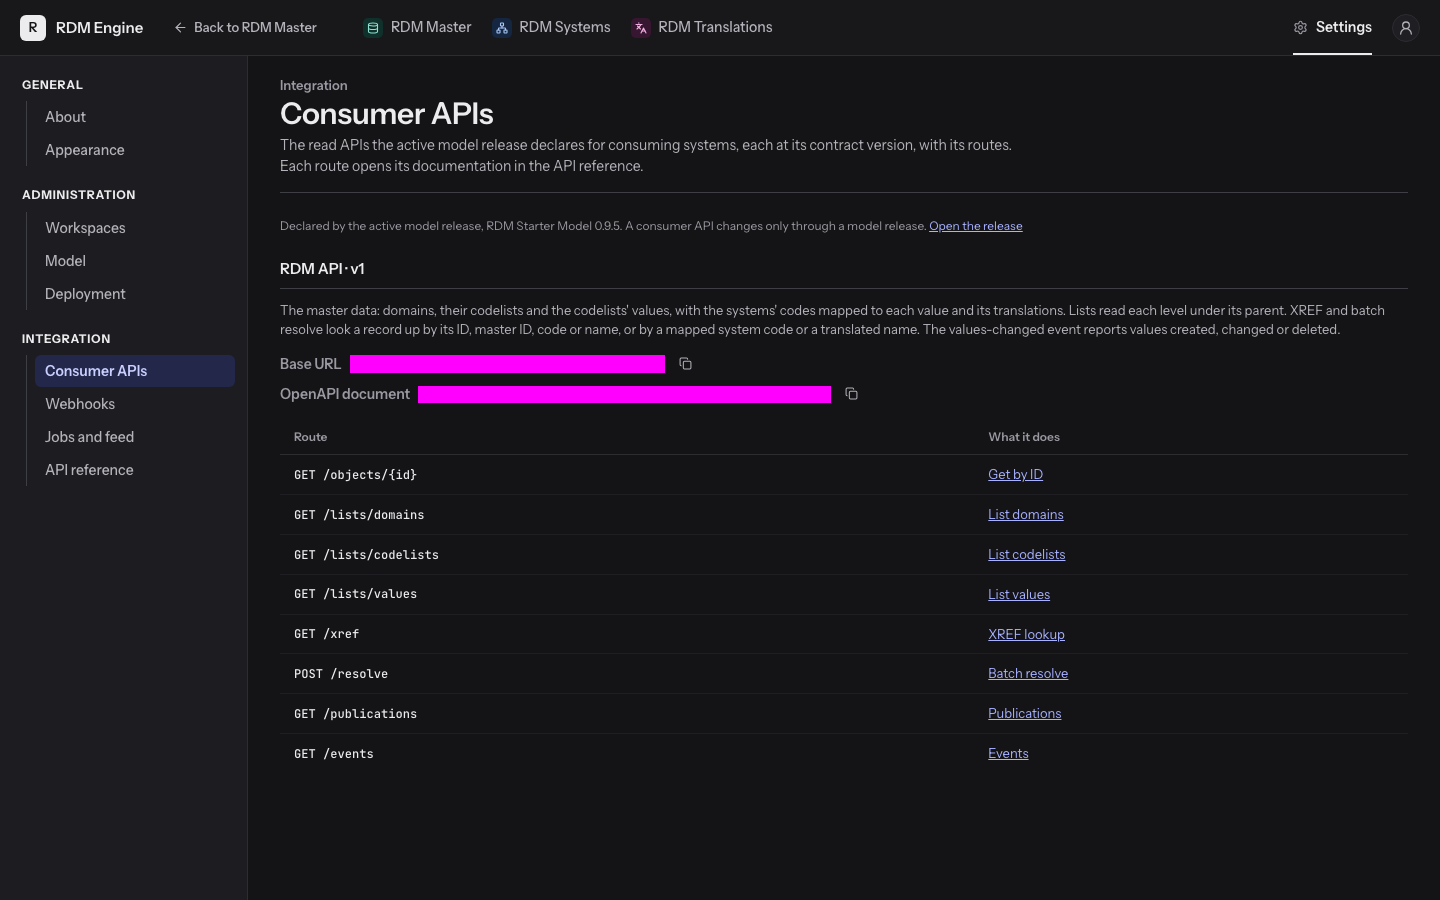 R RDM Engine
Back to RDM Master
RDM Master
RDM Systems
RDM Translations
Settings
GENERAL
About
Appearance
ADMINISTRATION
Workspaces
Model
Deployment
INTEGRATION
Consumer APIs
Webhooks
Jobs and feed
API reference
Integration
Consumer APIs
The read APIs the active model release declares for consuming systems, each at its contract version, with its routes.
Each route opens its documentation in the API reference.
Declared by the active model release, RDM Starter Model 0.9.5. A consumer API changes only through a model release. Open the release
RDM API · v1
The master data: domains, their codelists and the codelists' values, with the systems' codes mapped to each value and its translations. Lists read each level under its parent. XREF and batch
resolve look a record up by its ID, master ID, code or name, or by a mapped system code or a translated name. The values-changed event reports values created, changed or deleted.
Base URL
OpenAPI document
Route What it does
GET /objects/{id} Get by ID
GET /lists/domains List domains
GET /lists/codelists List codelists
GET /lists/values List values
GET /xref XREF lookup
POST /resolve Batch resolve
GET /publications Publications
GET /events Events